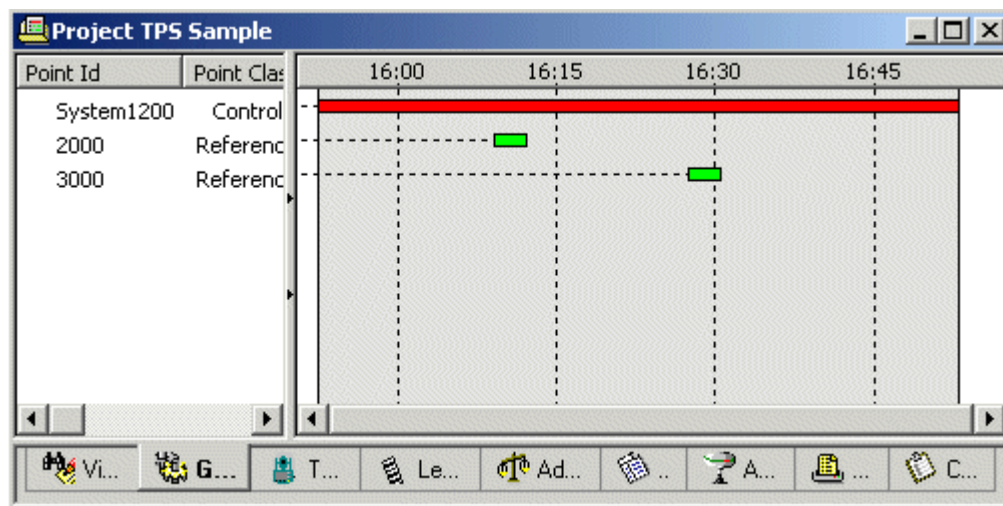 Project TPS Sample
Point Id Point Clas 16:00 16:15 16:30 16:45
System1200 Control
2000 Referenc
3000 Referenc
Vi... G... T... Le... Ad... .. A... ... C...